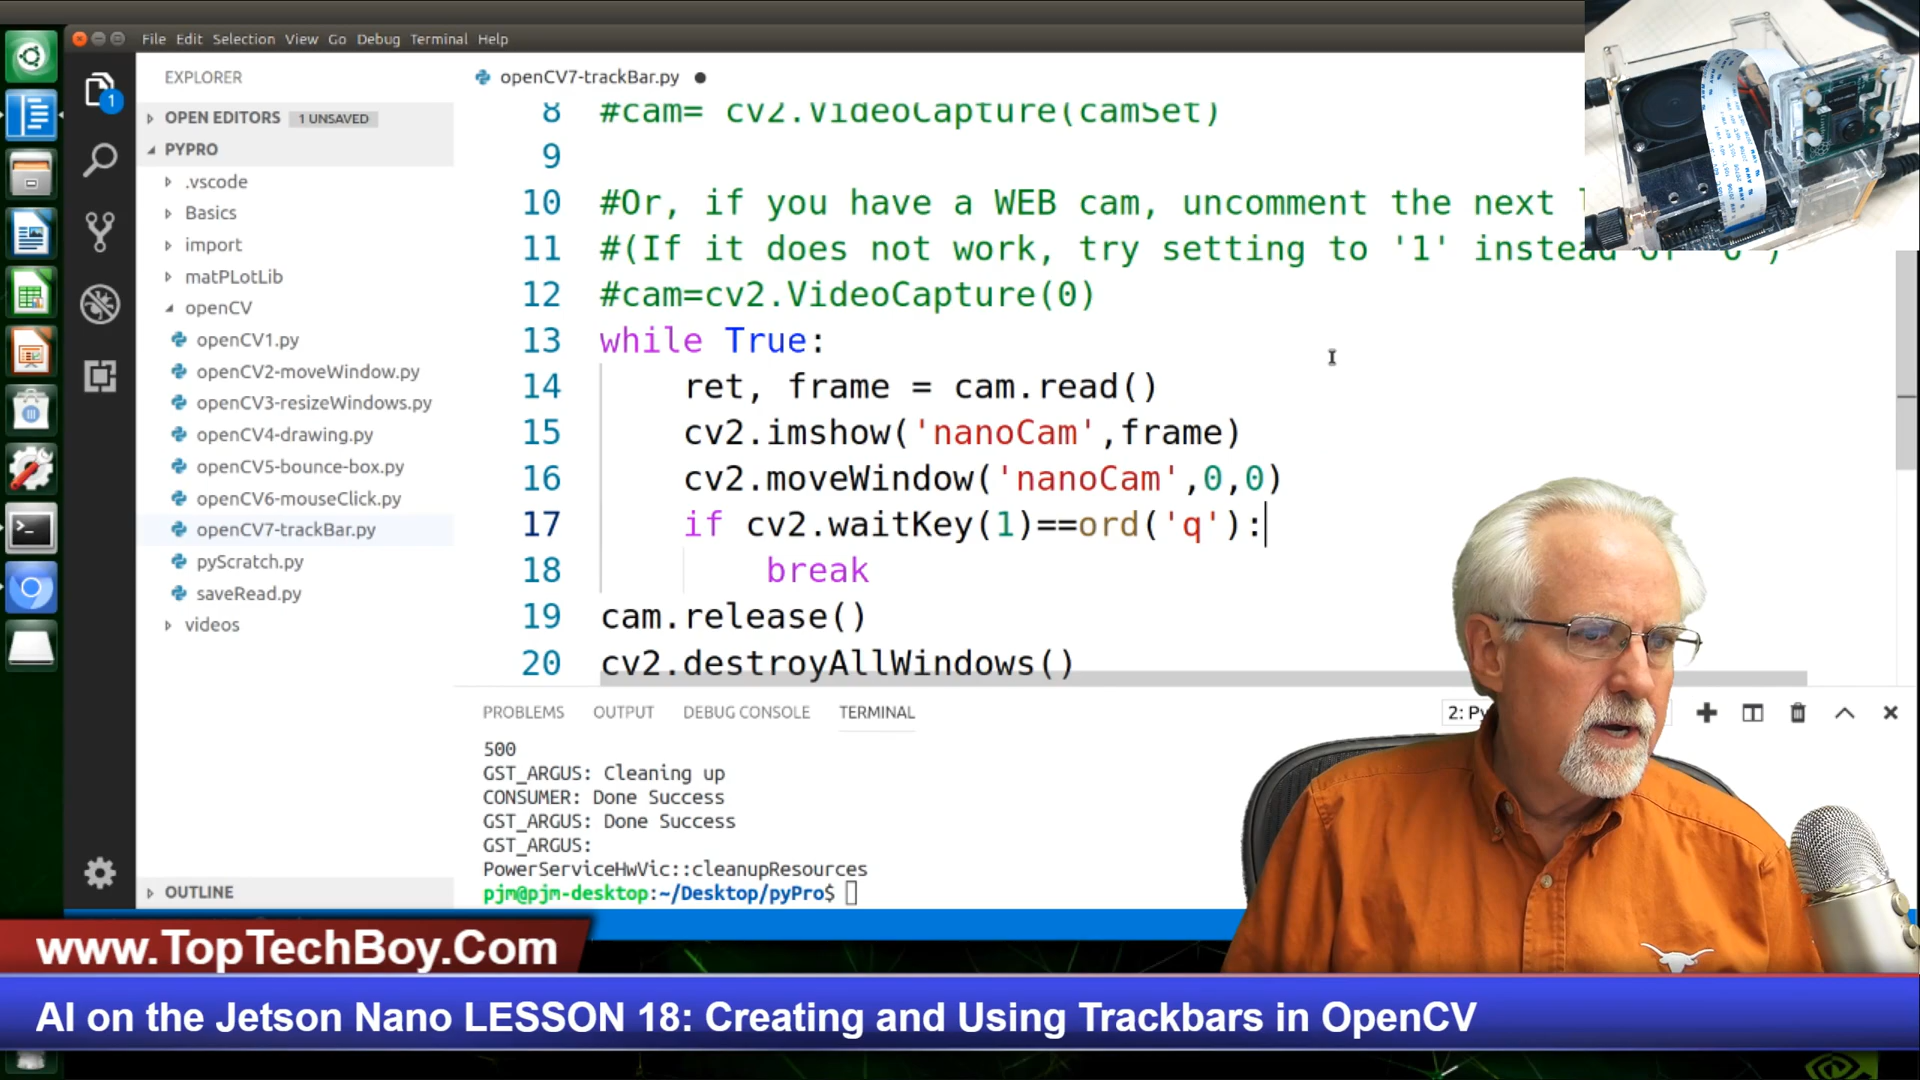 File Edit Selection View Go Debug Terminal Help
EXPLORER
OPEN EDITORS 1 UNSAVED
PYPRO
.vscode
Basics
import
matPLotLib
openCV
openCV1.py
openCV2-moveWindow.py
openCV3-resizeWindows.py
openCV4-drawing.py
openCV5-bounce-box.py
openCV6-mouseClick.py
openCV7-trackBar.py
pyScratch.py
saveRead.py
videos
OUTLINE
1
openCV7-trackBar.py
8 #cam= cv2.VideoCapture(camSet)
9
10 #Or, if you have a WEB cam, uncomment the next
11 #(If it does not work, try setting to '1' instead of
12 #cam=cv2.VideoCapture(0)
13 while True:
14 ret, frame = cam.read()
15 cv2.imshow('nanoCam',frame)
16 cv2.moveWindow('nanoCam',0,0)
17 if cv2.waitKey(1)==ord('q'):
18 break
19 cam.release()
20 cv2.destroyAllWindows()
PROBLEMS OUTPUT DEBUG CONSOLE TERMINAL 2: Py
500
GST_ARGUS: Cleaning up
CONSUMER: Done Success
GST_ARGUS: Done Success
GST_ARGUS:
PowerServiceHwVic::cleanupResources
pjm@pjm-desktop:~/Desktop/pyPro$
www.TopTechBoy.Com
AI on the Jetson Nano LESSON 18: Creating and Using Trackbars in OpenCV